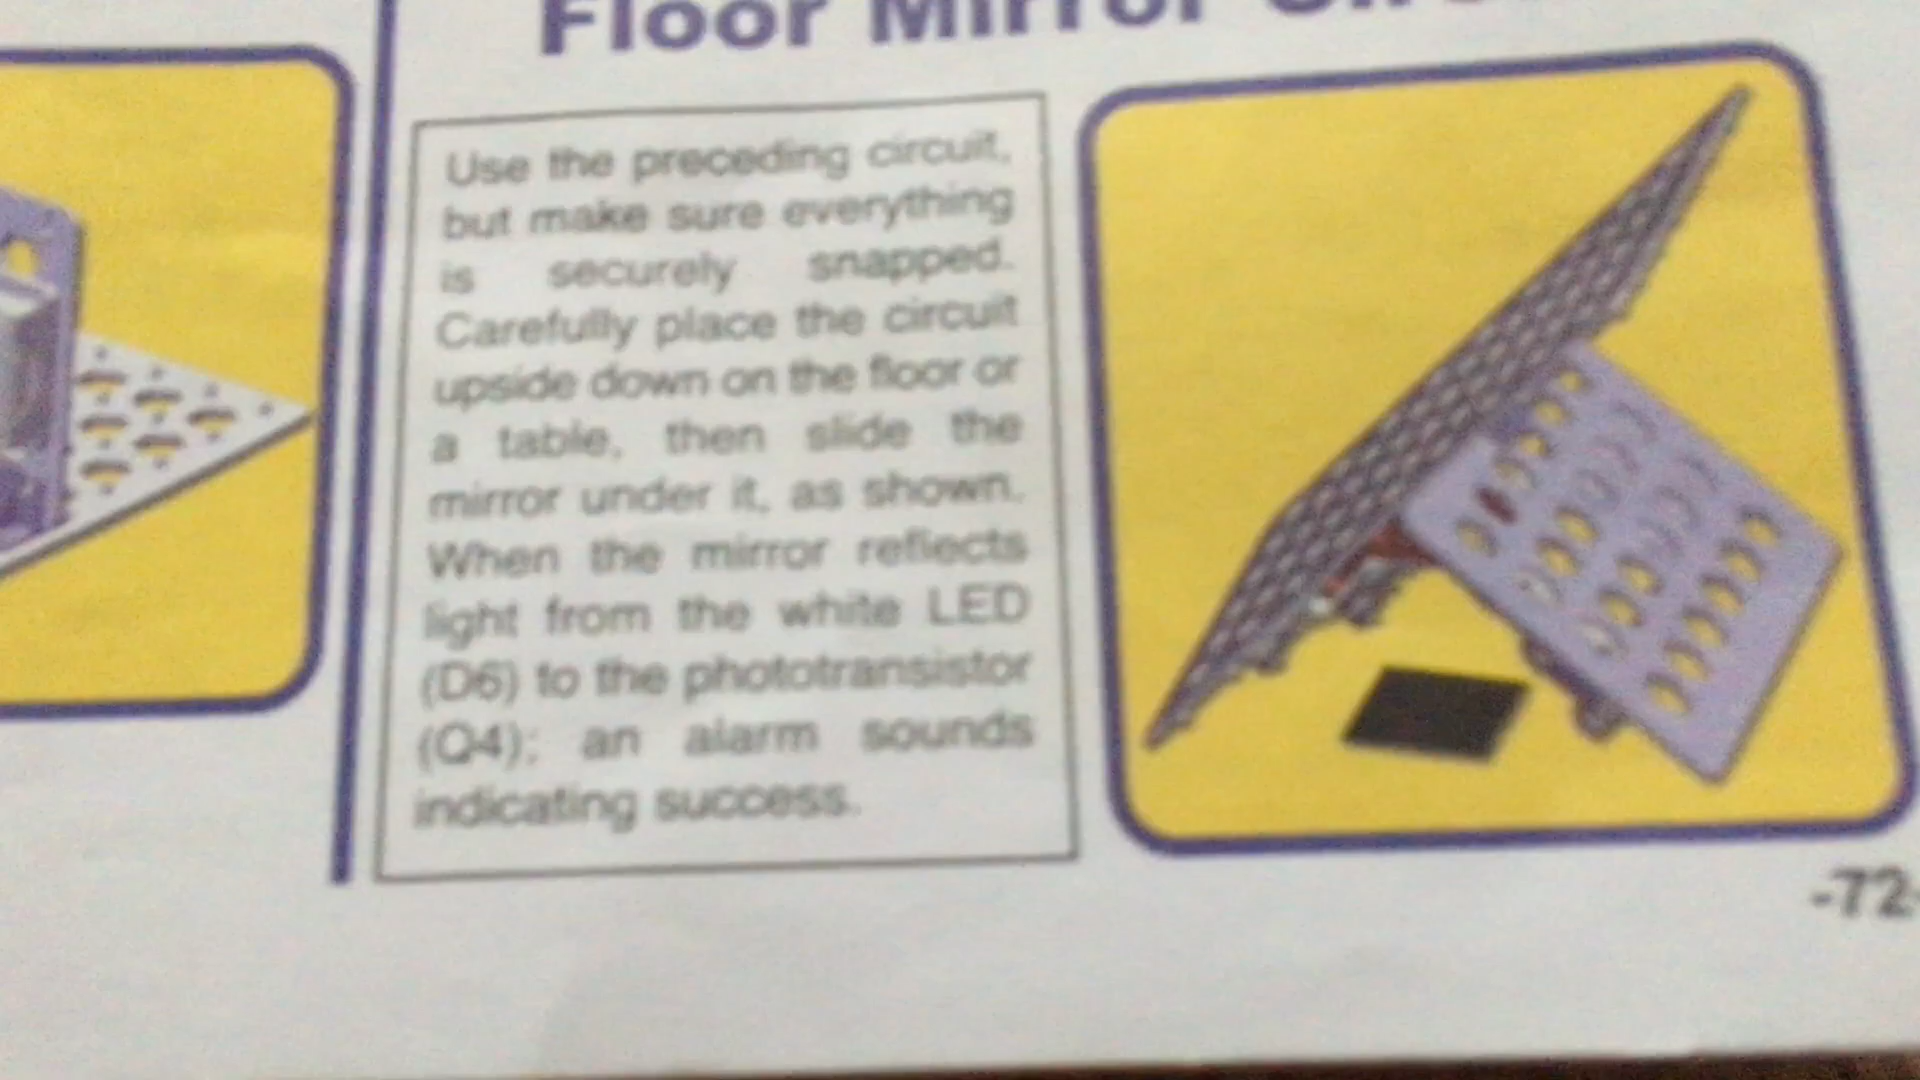 Floor Mirror
Use the preceding circuit,
but make sure everything
is securely snapped.
Carefully place the circuit
upside down on the floor or
a table, then slide the
mirror under it, as shown.
When the mirror reflects
light from the white LED
(D6) to the phototransistor
(Q4); an alarm sounds
indicating success.
-72-